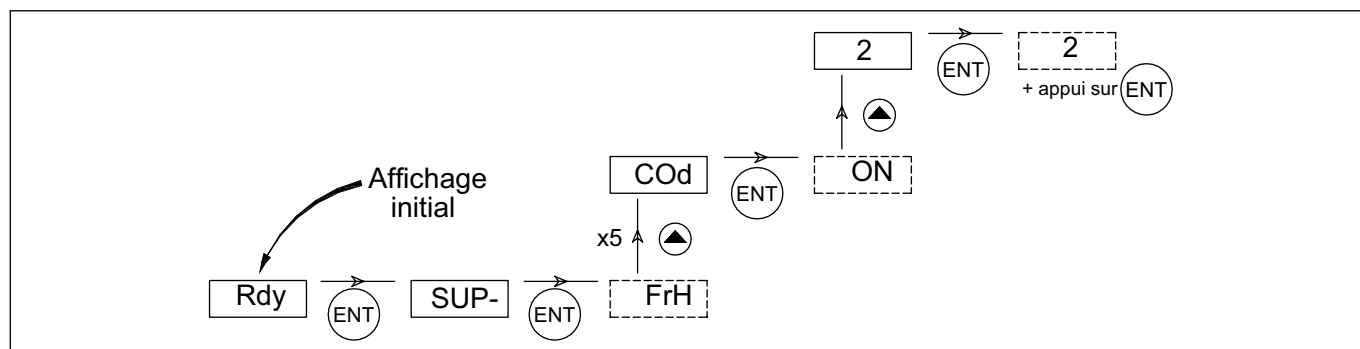 2
ENT
2
+ appui sur ENT
COd
ENT
ON
Affichage
initial
x5
Rdy
ENT
SUP-
ENT
FrH